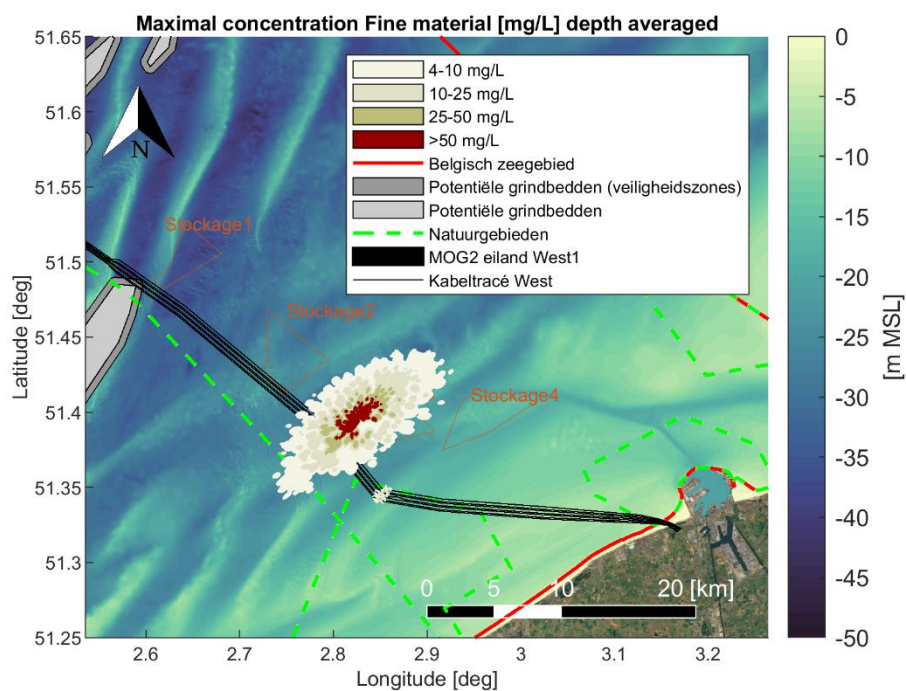 Maximal concentration Fine material [mg/L] depth averaged
51.65
51.6
51.55
51.5
51.45
51.4
51.35
51.3
51.25
Latitude [deg]
N
4-10 mg/L
10-25 mg/L
25-50 mg/L
>50 mg/L
Belgisch zeegebied
Potentiële grindbedden (veiligheidszones)
Potentiële grindbedden
Natuurgebieden
MOG2 eiland West1
Kabeltracé West
Stockage1
Stockage2
Stockage4
0 5 10 20 [km]
2.6 2.7 2.8 2.9 3 3.1 3.2
Longitude [deg]
0
-5
-10
-15
-20
-25
-30
-35
-40
-45
-50
[m MSL]